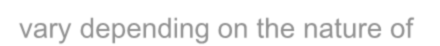 vary depending on the nature of